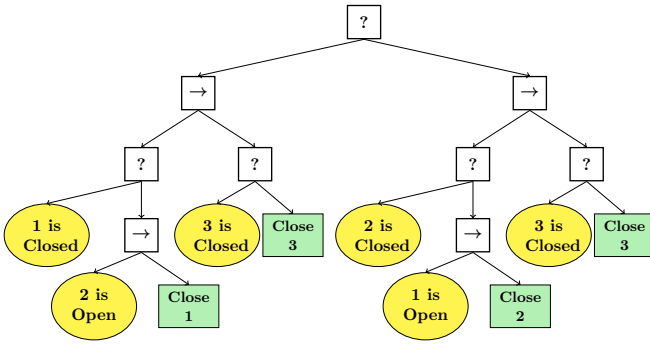 ?
→ →
? ? ? ?
1 is
Closed
→
3 is
Closed
Close
3
2 is
Closed
→
3 is
Closed
Close
3
2 is
Open
Close
1
1 is
Open
Close
2